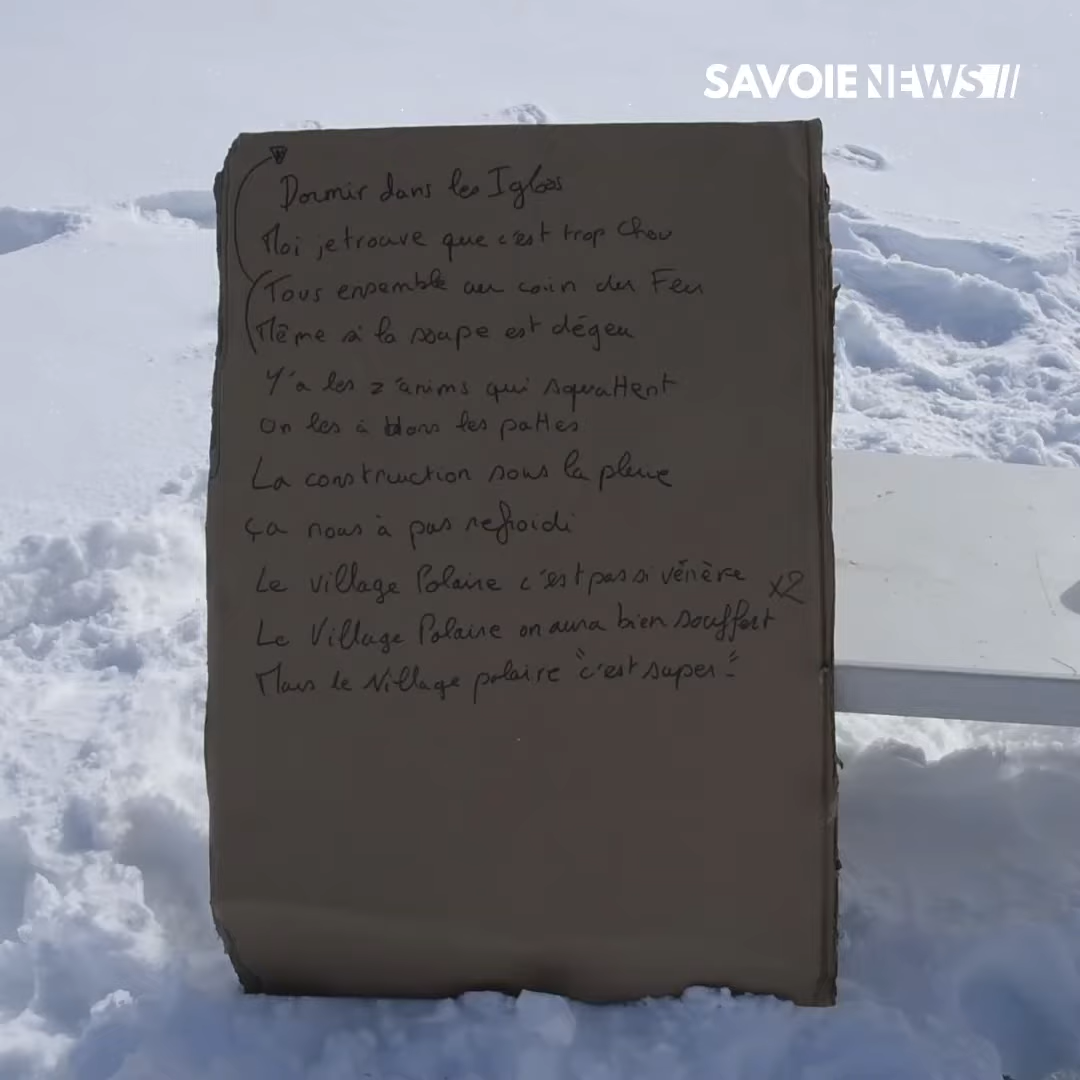 SAVOIE NEWS
Dormir dans les Igloos
Moi je trouve que c'est trop chou
Tous ensemble au coin du Feu
Même si la soupe est dégeu
Y'a les z'anims qui squattent
On les à dans les pattes
La construction sous la pluie
ça nous à pas refroidi
Le village Polaire c'est pas si vénère x2
Le Village Polaire on aura bien souffert
Mais le Village polaire "c'est super"